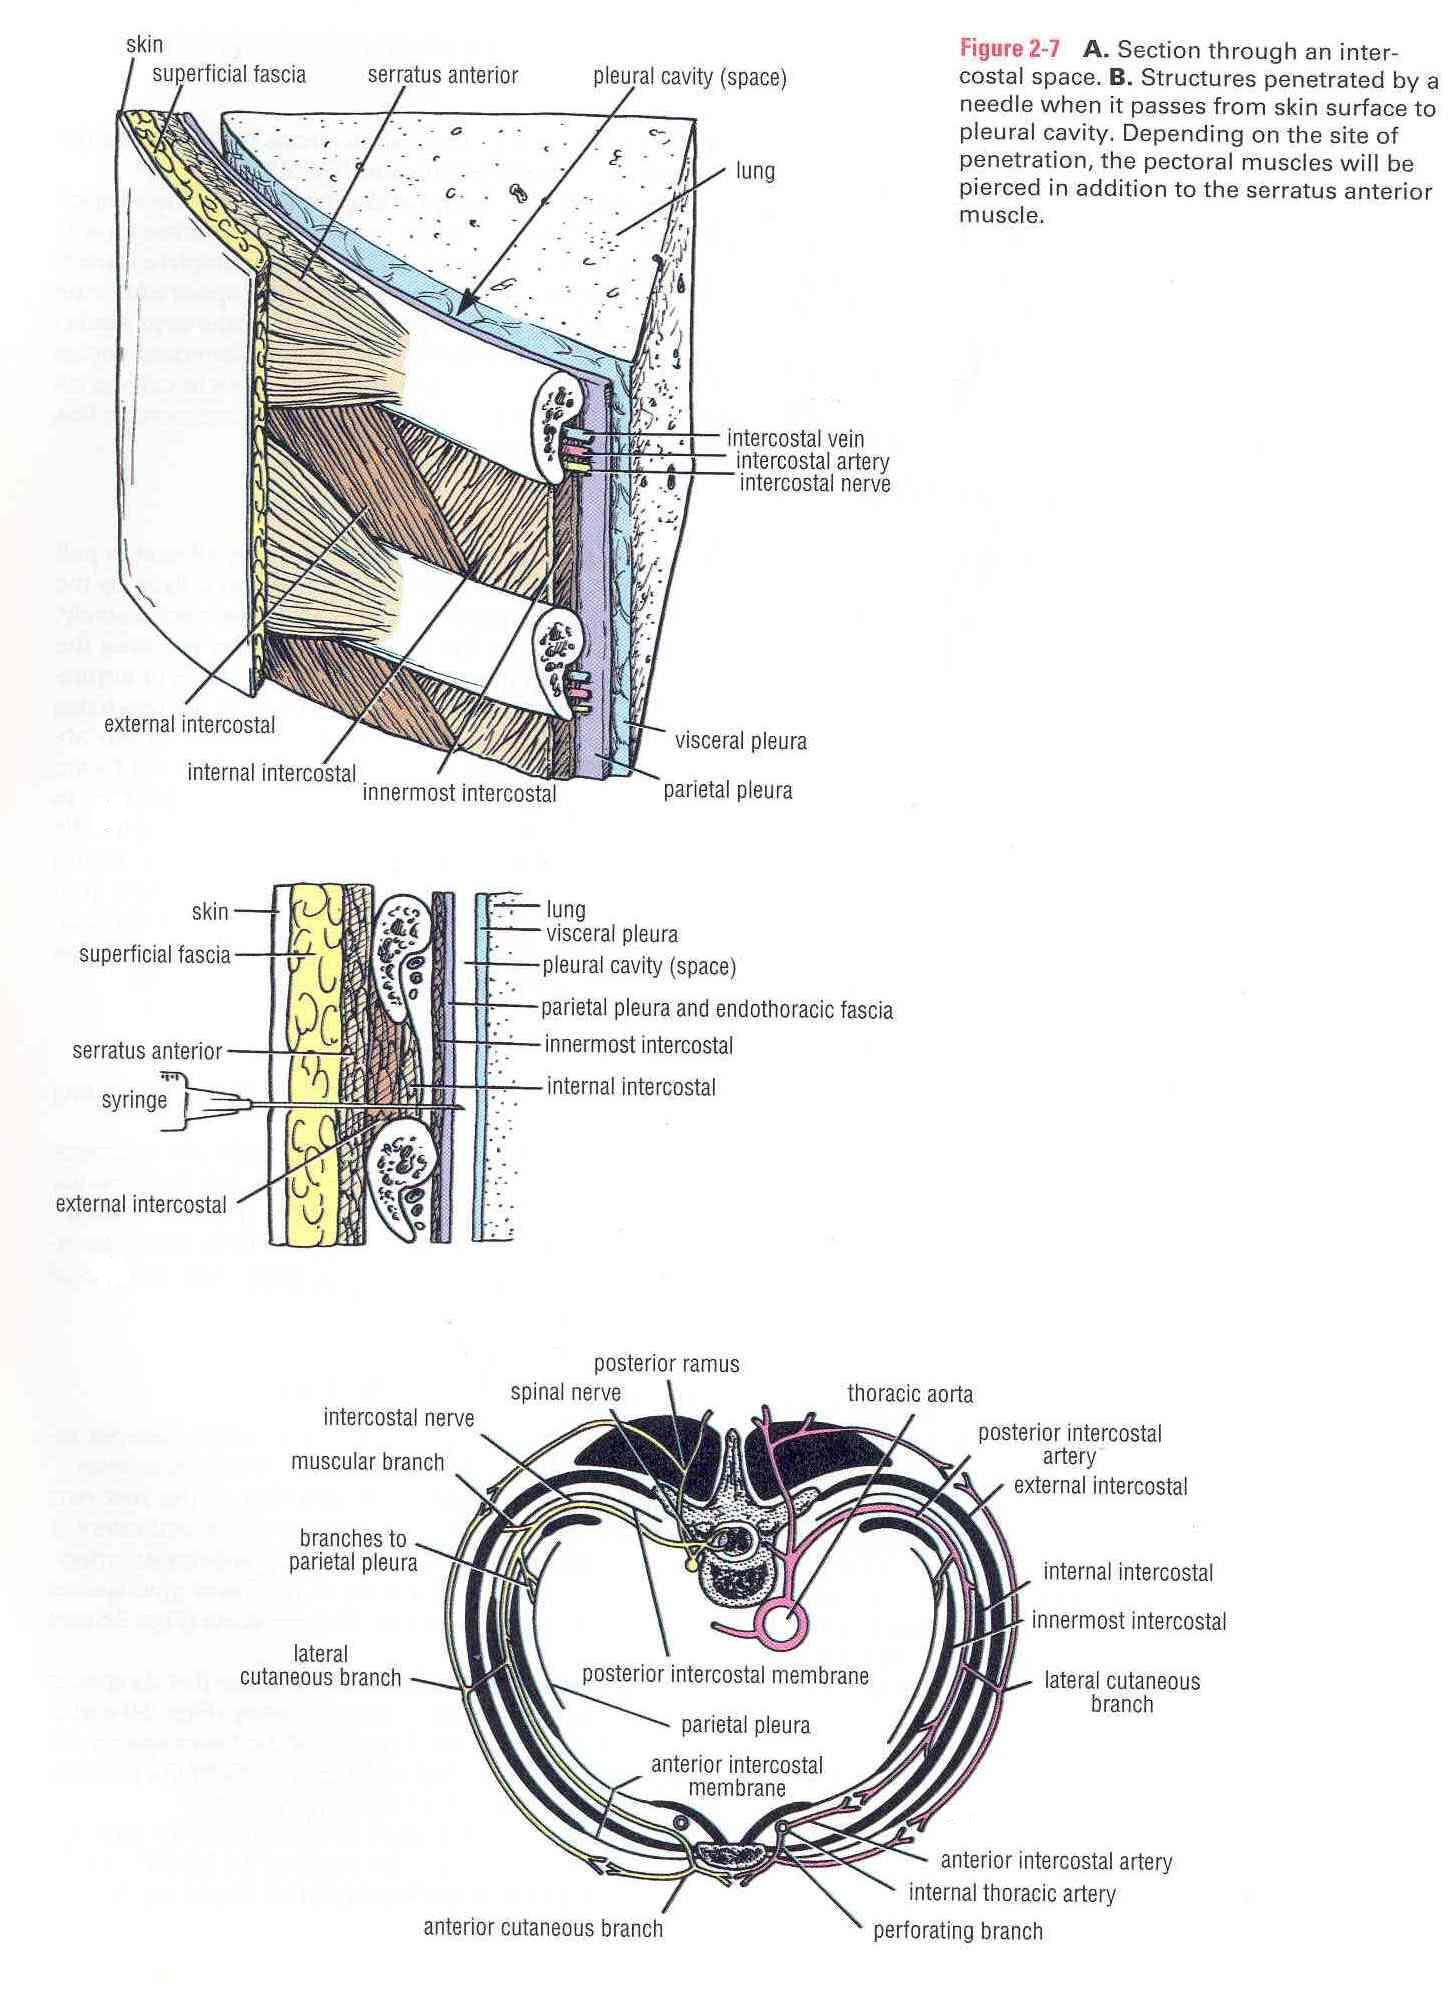 Figure 2-7 A. Section through an inter-
costal space. B. Structures penetrated by a
needle when it passes from skin surface to
pleural cavity. Depending on the site of
penetration, the pectoral muscles will be
pierced in addition to the serratus anterior
muscle.
skin
superficial fascia
serratus anterior
pleural cavity (space)
lung
intercostal vein
intercostal artery
intercostal nerve
external intercostal
internal intercostal
innermost intercostal
visceral pleura
parietal pleura
skin
superficial fascia
serratus anterior
syringe
external intercostal
lung
visceral pleura
pleural cavity (space)
parietal pleura and endothoracic fascia
innermost intercostal
internal intercostal
posterior ramus
spinal nerve
thoracic aorta
intercostal nerve
posterior intercostal
artery
muscular branch
external intercostal
branches to
parietal pleura
internal intercostal
innermost intercostal
lateral
cutaneous branch
posterior intercostal membrane
lateral cutaneous
branch
parietal pleura
anterior intercostal
membrane
anterior intercostal artery
internal thoracic artery
anterior cutaneous branch
perforating branch